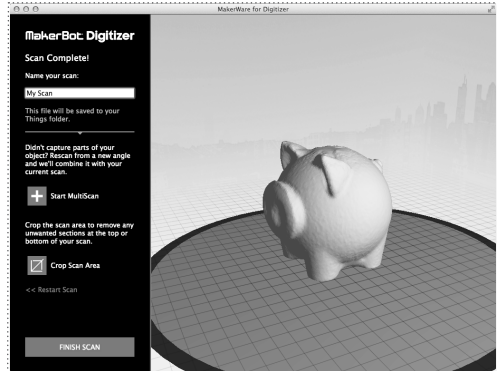 MakerWare for Digitizer
MakerBot Digitizer
Scan Complete!
Name your scan:
My Scan
This file will be saved to your
Things folder.
Didn't capture parts of your
object? Rescan from a new angle
and we'll combine it with your
current scan.
Start MultiScan
Crop the scan area to remove any
unwanted sections at the top or
bottom of your scan.
Crop Scan Area
<< Restart Scan
FINISH SCAN